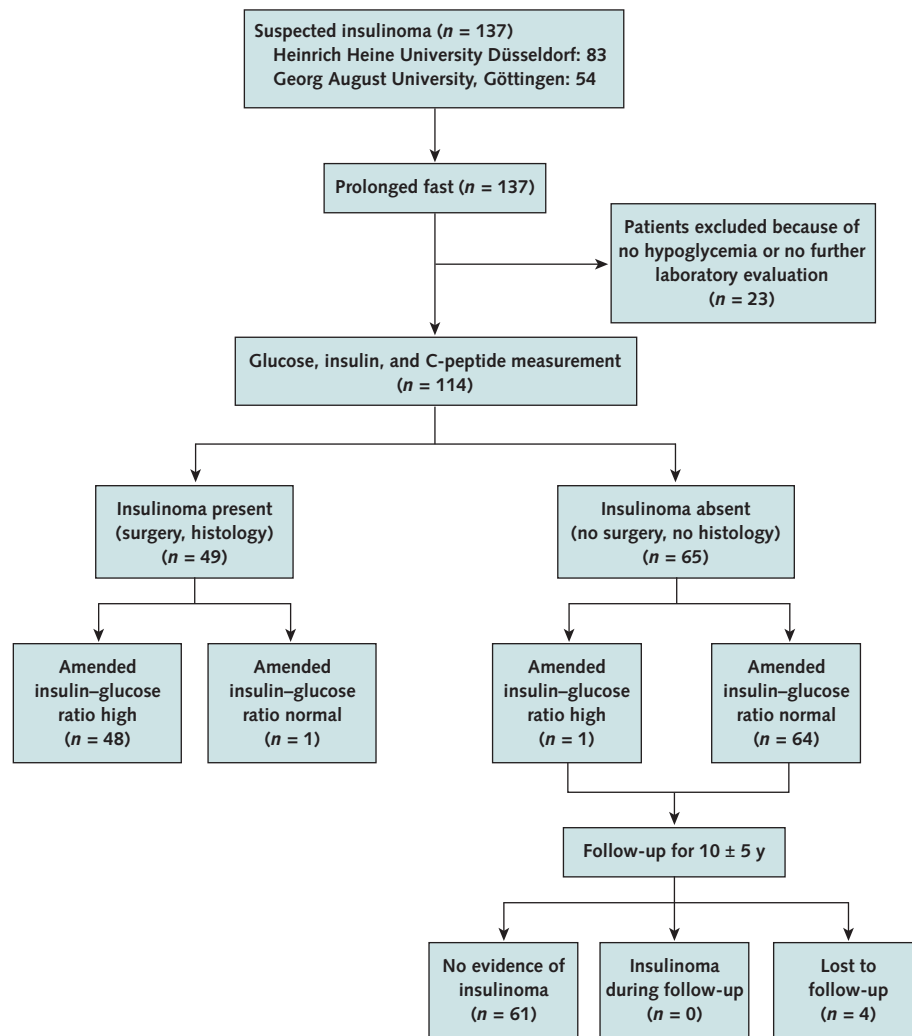 Suspected insulinoma (n = 137)
Heinrich Heine University Düsseldorf: 83
Georg August University, Göttingen: 54
Prolonged fast (n = 137)
Patients excluded because of
no hypoglycemia or no further
laboratory evaluation
(n = 23)
Glucose, insulin, and C-peptide measurement
(n = 114)
Insulinoma present
(surgery, histology)
(n = 49)
Insulinoma absent
(no surgery, no histology)
(n = 65)
Amended
insulin–glucose
ratio high
(n = 48)
Amended
insulin–glucose
ratio normal
(n = 1)
Amended
insulin–glucose
ratio high
(n = 1)
Amended
insulin–glucose
ratio normal
(n = 64)
Follow-up for 10 ± 5 y
No evidence of
insulinoma
(n = 61)
Insulinoma
during follow-up
(n = 0)
Lost to
follow-up
(n = 4)